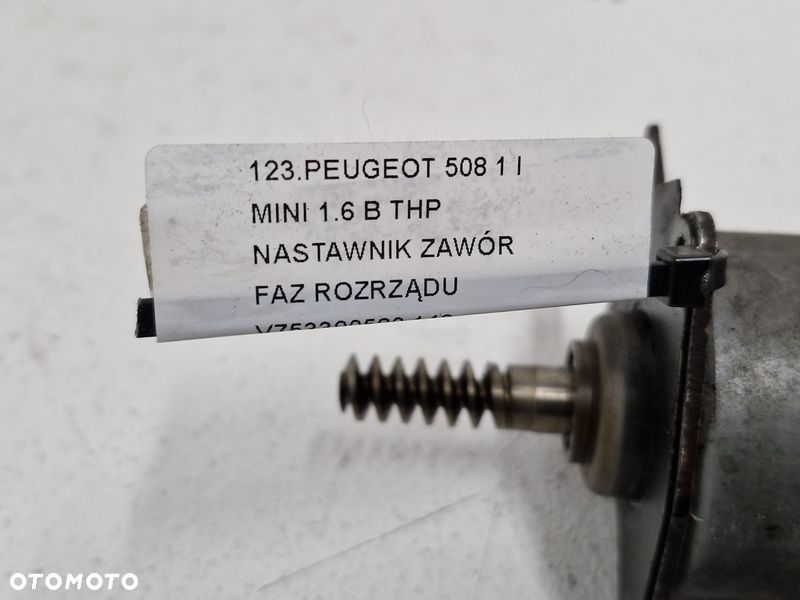 123.PEUGEOT 508 1 I
MINI 1.6 B THP
NASTAWNIK ZAWÓR
FAZ ROZRZĄDU
OTOMOTO